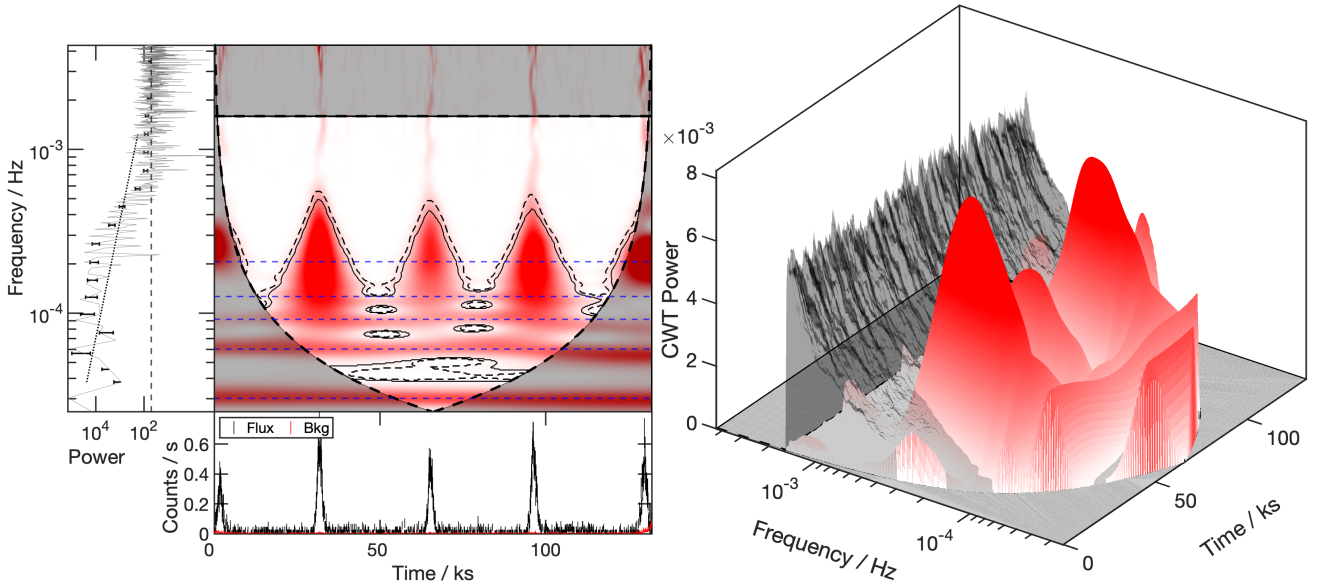 Frequency / Hz
10⁻³
10⁻⁴
10⁴ 10²
Power
Flux Bkg
Counts / s
0.6
0.4
0.2
0
0 50 100
Time / ks
×10⁻³
8
6
4
2
0
CWT Power
10⁻³
10⁻⁴
Frequency / Hz
0
50
100
Time / ks